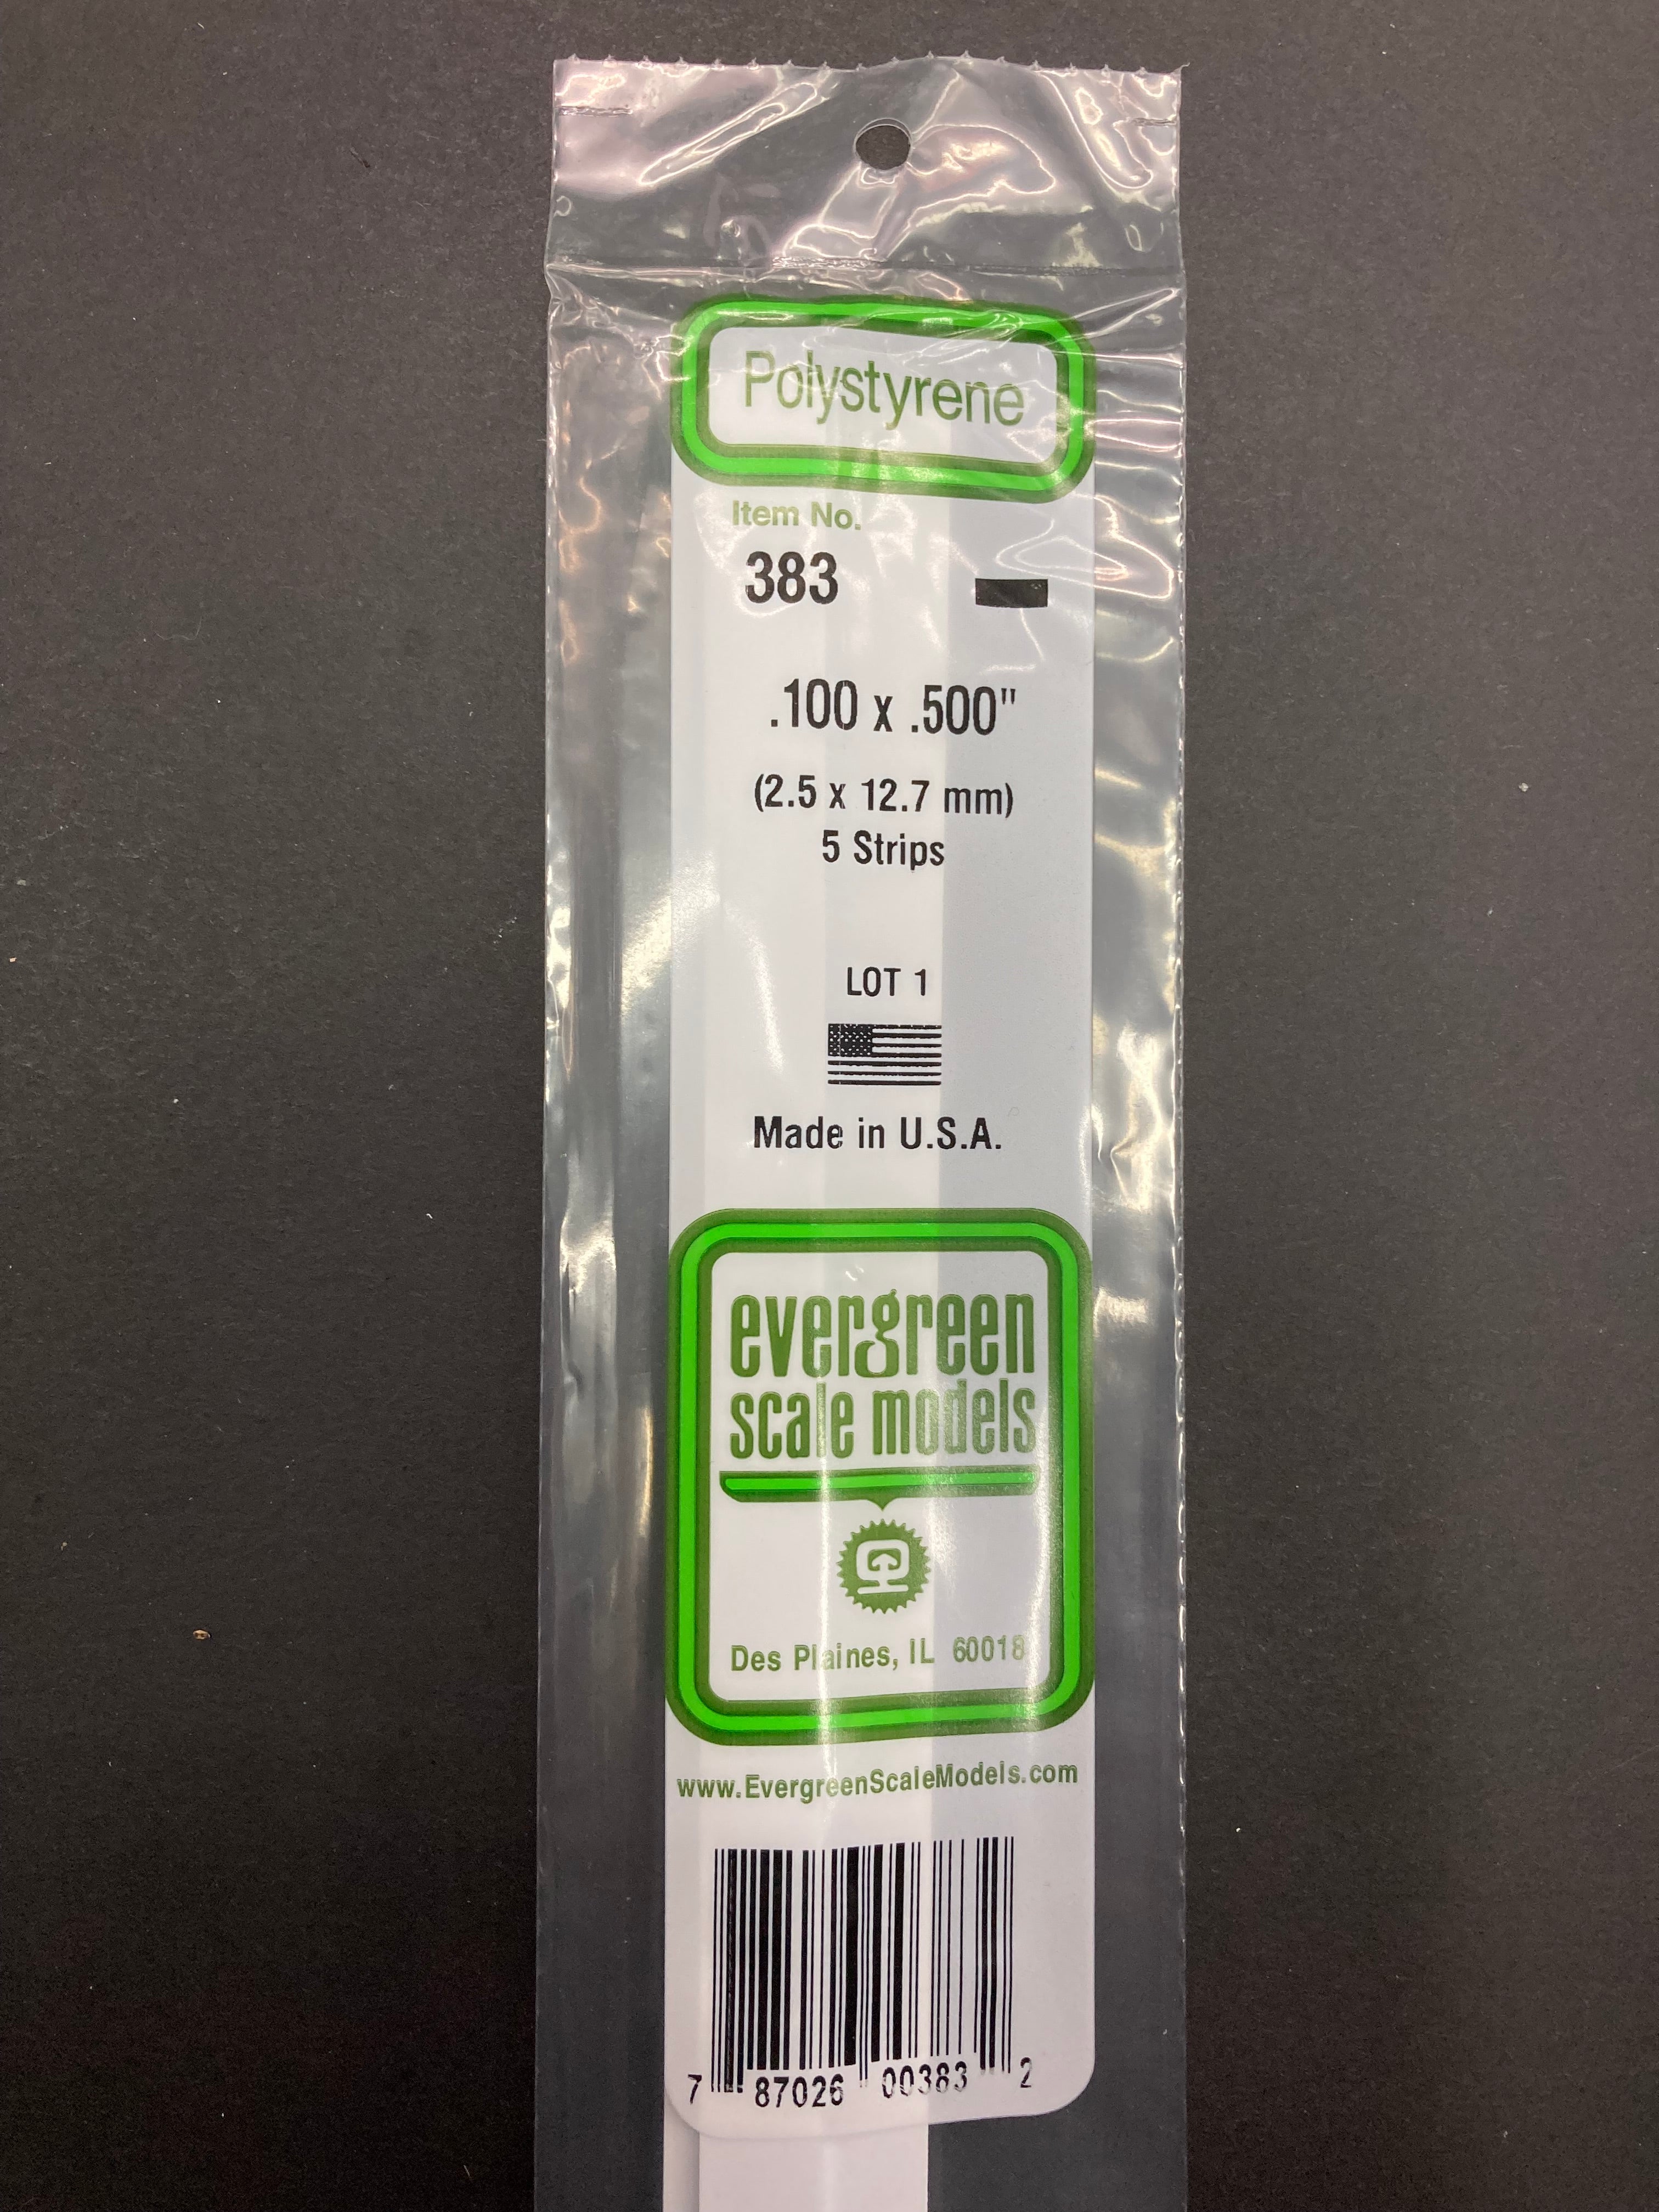 Polystyrene
Item No.
383
.100 x .500"
(2.5 x 12.7 mm)
5 Strips
LOT 1
Made in U.S.A.
evergreen
scale models
Des Plaines, IL 60018
www.EvergreenScaleModels.com
7 87026 00383 2